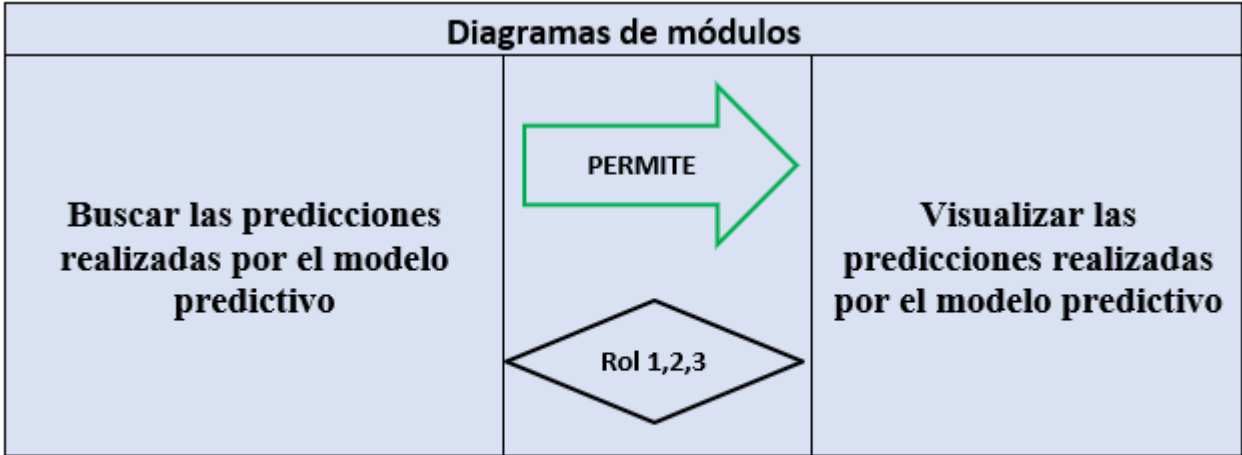 Diagramas de módulos
Buscar las predicciones
realizadas por el modelo
predictivo
PERMITE
Rol 1,2,3
Visualizar las
predicciones realizadas
por el modelo predictivo